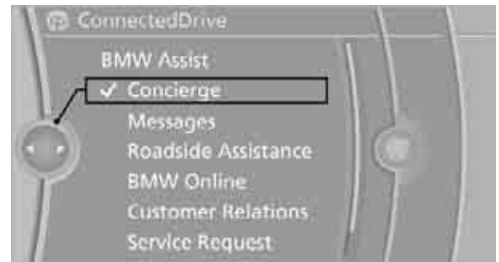 ConnectedDrive
BMW Assist
✓ Concierge
Messages
Roadside Assistance
BMW Online
Customer Relations
Service Request